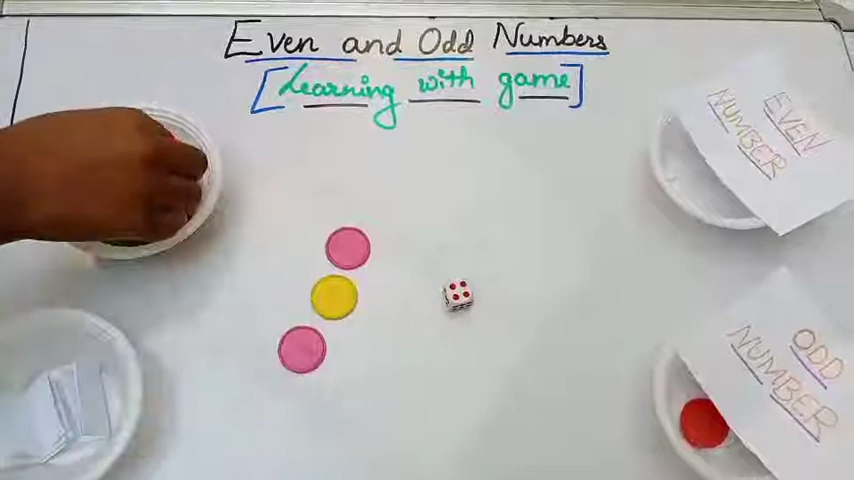 Even and Odd Numbers
[Learning with game]
EVEN
NUMBER
ODD
NUMBER